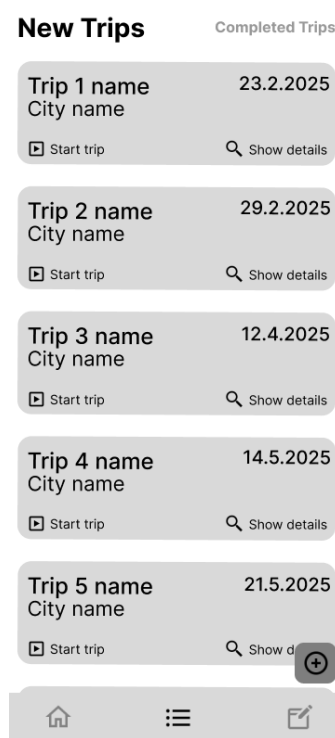 New Trips
Completed Trips
Trip 1 name
23.2.2025
City name
Start trip
Show details
Trip 2 name
29.2.2025
City name
Start trip
Show details
Trip 3 name
12.4.2025
City name
Start trip
Show details
Trip 4 name
14.5.2025
City name
Start trip
Show details
Trip 5 name
21.5.2025
City name
Start trip
Show d